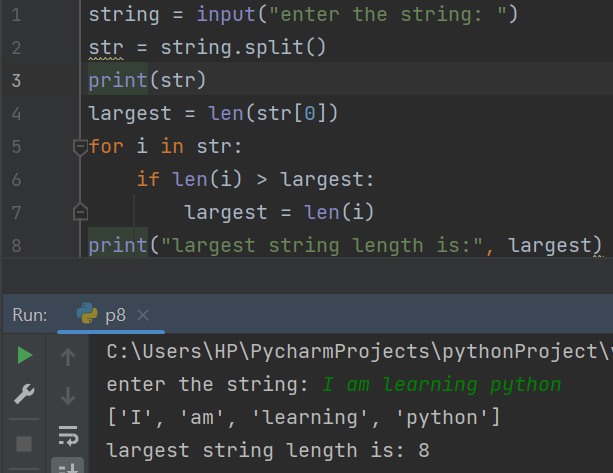 1 string = input("enter the string: ")
2 str = string.split()
3 print(str)
4 largest = len(str[0])
5 for i in str:
6     if len(i) > largest:
7         largest = len(i)
8 print("largest string length is:", largest)
Run: p8
C:\Users\HP\PycharmProjects\pythonProject\
enter the string: I am learning python
['I', 'am', 'learning', 'python']
largest string length is: 8